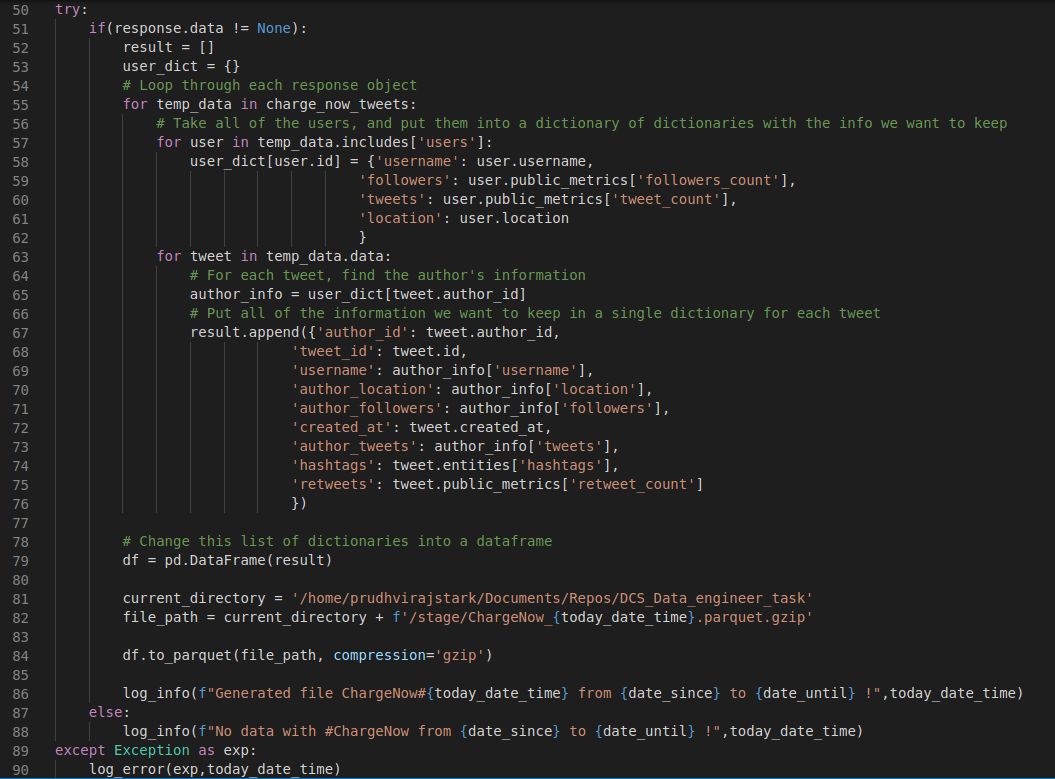 50 try:
51     if(response.data != None):
52         result = []
53         user_dict = {}
54         # Loop through each response object
55         for temp_data in charge_now_tweets:
56             # Take all of the users, and put them into a dictionary of dictionaries with the info we want to keep
57             for user in temp_data.includes['users']:
58                 user_dict[user.id] = {'username': user.username,
59                                     'followers': user.public_metrics['followers_count'],
60                                     'tweets': user.public_metrics['tweet_count'],
61                                     'location': user.location
62                                     }
63             for tweet in temp_data.data:
64                 # For each tweet, find the author's information
65                 author_info = user_dict[tweet.author_id]
66                 # Put all of the information we want to keep in a single dictionary for each tweet
67                 result.append({'author_id': tweet.author_id,
68                             'tweet_id': tweet.id,
69                             'username': author_info['username'],
70                             'author_location': author_info['location'],
71                             'author_followers': author_info['followers'],
72                             'created_at': tweet.created_at,
73                             'author_tweets': author_info['tweets'],
74                             'hashtags': tweet.entities['hashtags'],
75                             'retweets': tweet.public_metrics['retweet_count']
76                             })
77
78         # Change this list of dictionaries into a dataframe
79         df = pd.DataFrame(result)
80
81         current_directory = '/home/prudhvirajstark/Documents/Repos/DCS_Data_engineer_task'
82         file_path = current_directory + f'/stage/ChargeNow_{today_date_time}.parquet.gzip'
83
84         df.to_parquet(file_path, compression='gzip')
85
86         log_info(f"Generated file ChargeNow#{today_date_time} from {date_since} to {date_until} !",today_date_time)
87     else:
88         log_info(f"No data with #ChargeNow from {date_since} to {date_until} !",today_date_time)
89 except Exception as exp:
90     log_error(exp,today_date_time)